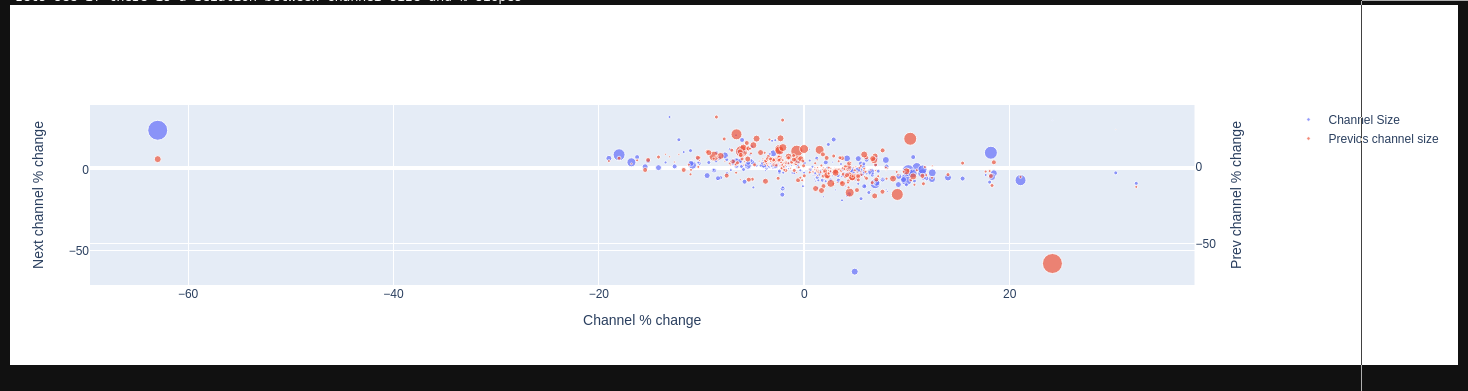 Next channel % change
0
−50
−60
−40
−20
0
20
Channel % change
0
−50
Prev channel % change
Channel Size
Prevics channel size